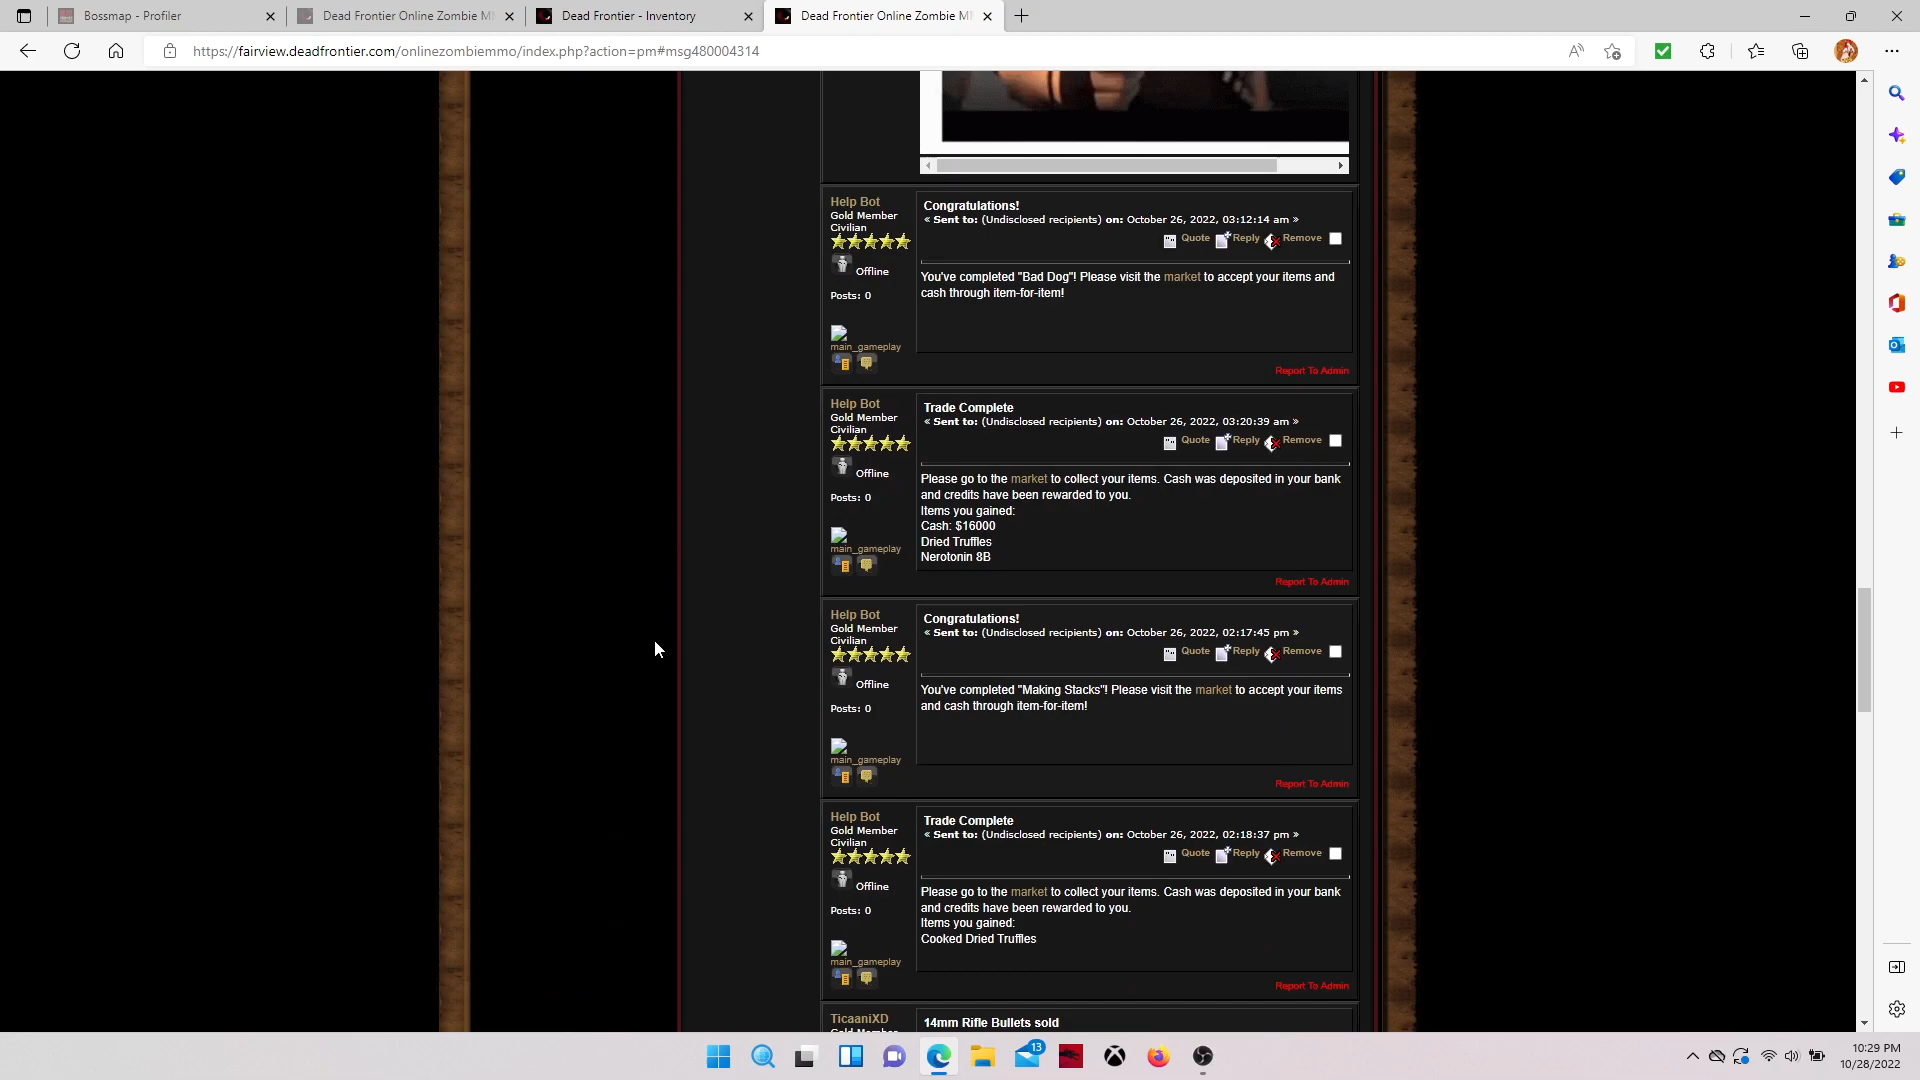 Bossmap - Profiler
Dead Frontier Online Zombie M
Dead Frontier - Inventory
Dead Frontier Online Zombie M
https://fairview.deadfrontier.com/onlinezombiemmo/index.php?action=pm#msg480004314
Help Bot
Gold Member
Civilian
Offline
Posts: 0
main_gameplay
Congratulations!
« Sent to: (Undisclosed recipients) on: October 26, 2022, 03:12:14 am »
Quote Reply Remove
You've completed "Bad Dog"! Please visit the market to accept your items and
cash through item-for-item!
Report To Admin
Help Bot
Gold Member
Civilian
Offline
Posts: 0
main_gameplay
Trade Complete
« Sent to: (Undisclosed recipients) on: October 26, 2022, 03:20:39 am »
Quote Reply Remove
Please go to the market to collect your items. Cash was deposited in your bank
and credits have been rewarded to you.
Items you gained:
Cash: $16000
Dried Truffles
Nerotonin 8B
Report To Admin
Help Bot
Gold Member
Civilian
Offline
Posts: 0
main_gameplay
Congratulations!
« Sent to: (Undisclosed recipients) on: October 26, 2022, 02:17:45 pm »
Quote Reply Remove
You've completed "Making Stacks"! Please visit the market to accept your items
and cash through item-for-item!
Report To Admin
Help Bot
Gold Member
Civilian
Offline
Posts: 0
main_gameplay
Trade Complete
« Sent to: (Undisclosed recipients) on: October 26, 2022, 02:18:37 pm »
Quote Reply Remove
Please go to the market to collect your items. Cash was deposited in your bank
and credits have been rewarded to you.
Items you gained:
Cooked Dried Truffles
Report To Admin
TicaaniXD
Gold Member
14mm Rifle Bullets sold
13
10:29 PM
10/28/2022